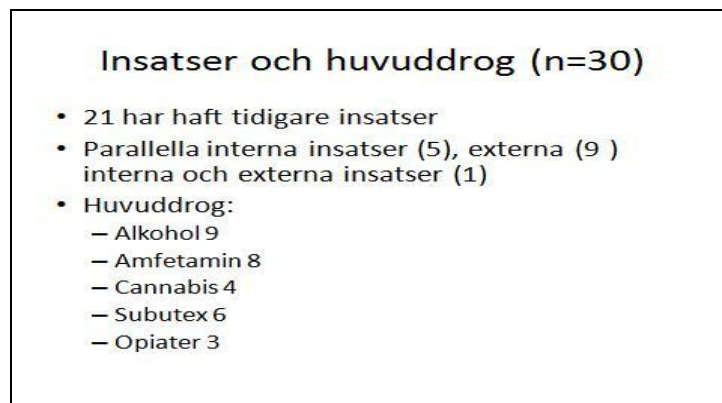 Insatser och huvuddrog (n=30)
• 21 har haft tidigare insatser
• Parallella interna insatser (5), externa (9 )
interna och externa insatser (1)
• Huvuddrog:
– Alkohol 9
– Amfetamin 8
– Cannabis 4
– Subutex 6
– Opiater 3